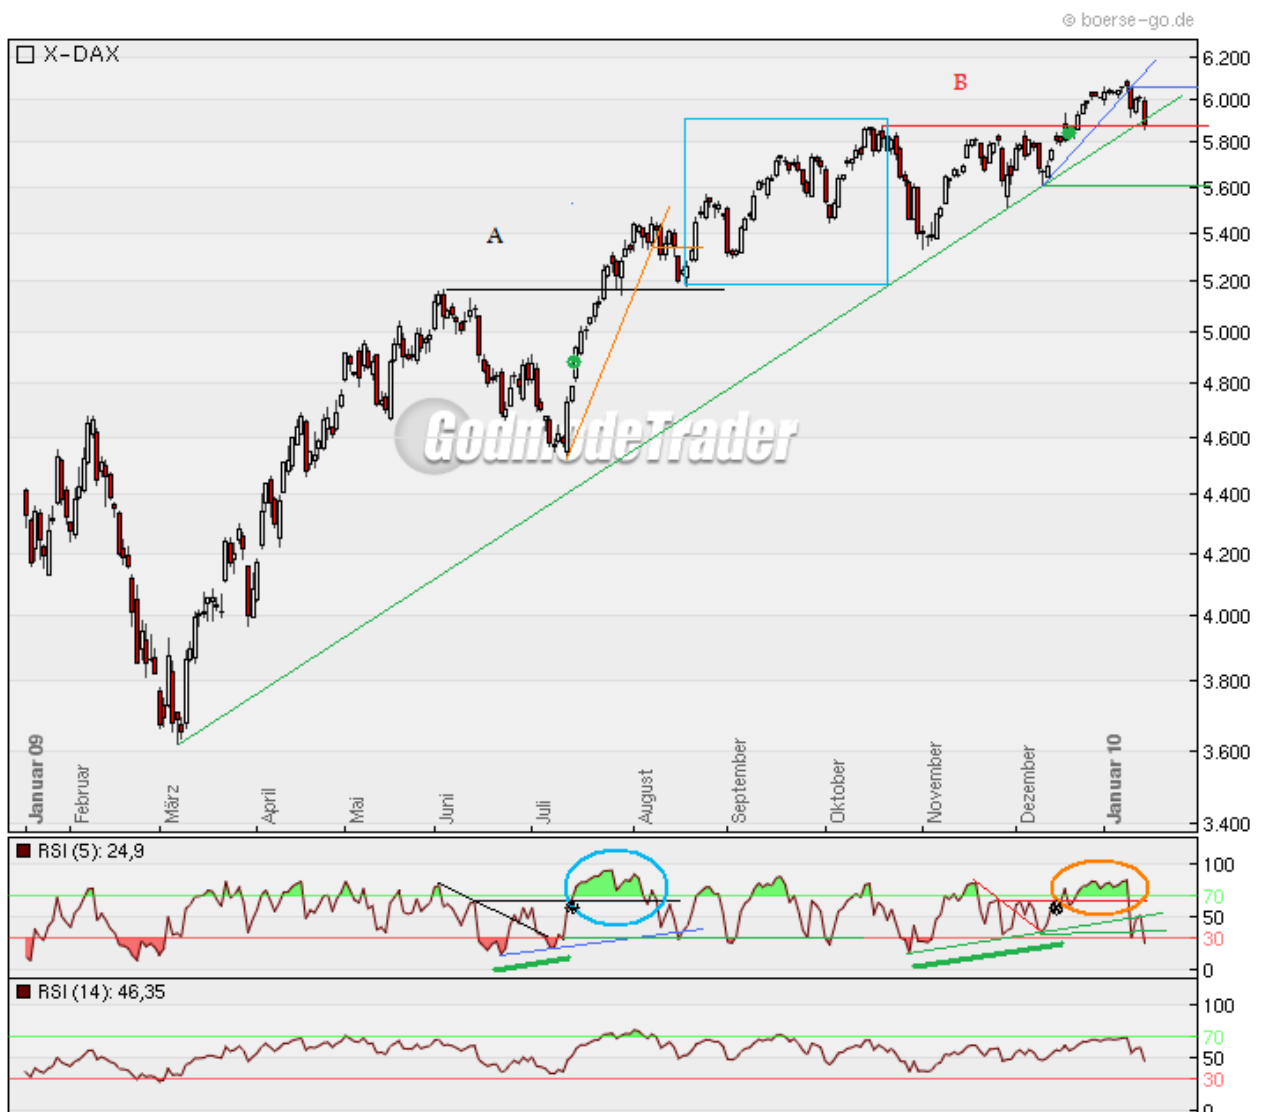 © boerse-go.de
X-DAX
6.200
B
6.000
5.800
5.600
A
5.400
5.200
5.000
4.800
GodmodeTrader
4.600
4.400
4.200
4.000
3.800
3.600
Januar 09
Februar
März
April
Mai
Juni
Juli
August
September
Oktober
November
Dezember
Januar 10
3.400
RSI (5): 24,9
100
70
50
30
0
RSI (14): 46,35
100
70
50
30
0